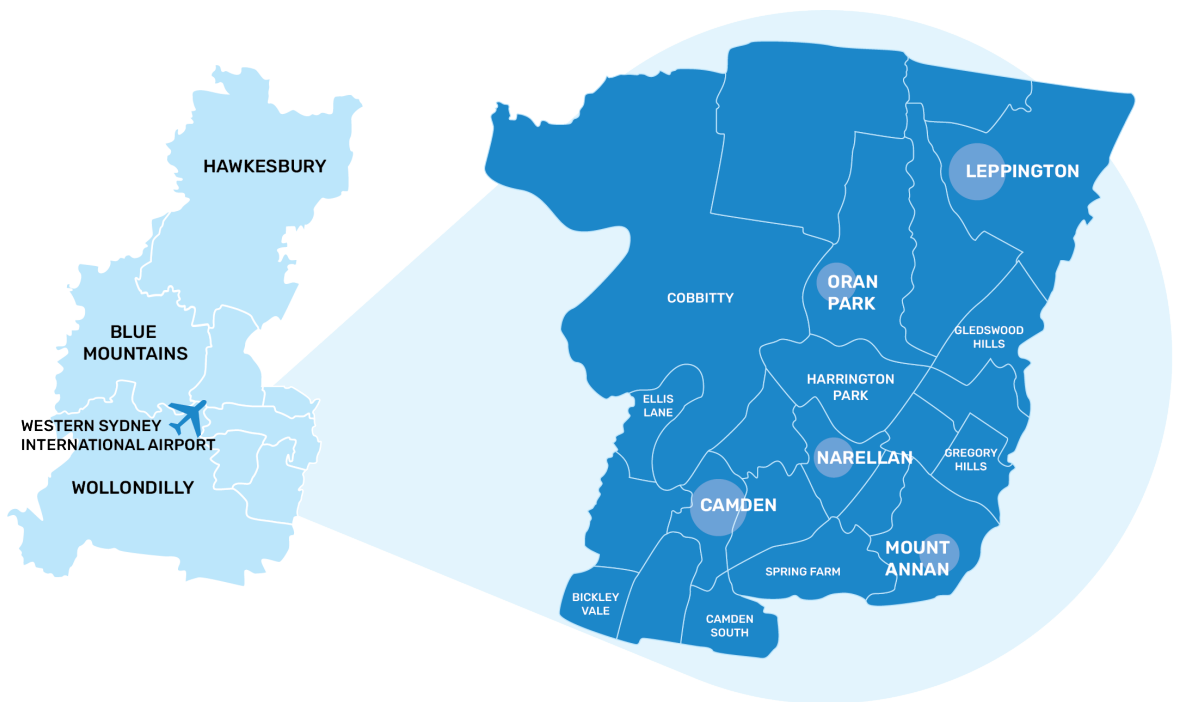 HAWKESBURY
BLUE
MOUNTAINS
WESTERN SYDNEY
INTERNATIONAL AIRPORT
WOLLONDILLY
LEPPINGTON
ORAN
PARK
COBBITTY
GLEDSWOOD
HILLS
HARRINGTON
PARK
ELLIS
LANE
NARELLAN
GREGORY
HILLS
CAMDEN
MOUNT
ANNAN
SPRING FARM
BICKLEY
VALE
CAMDEN
SOUTH